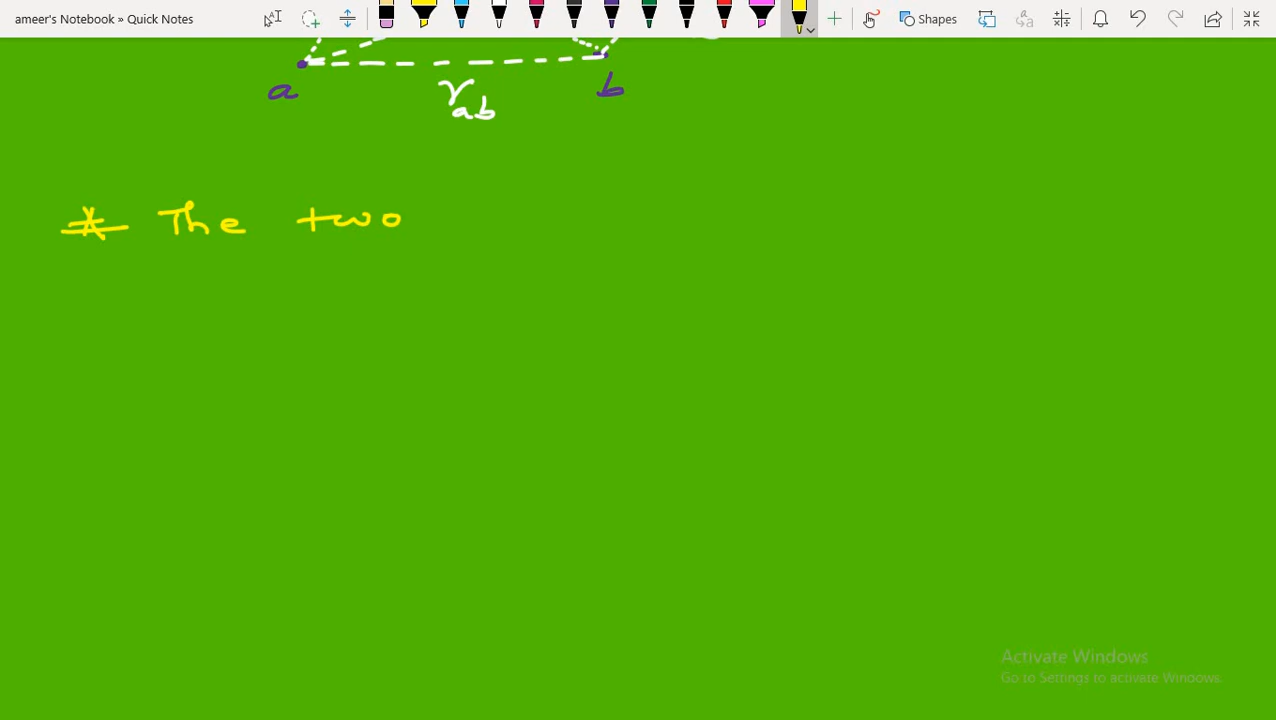 ameer's Notebook » Quick Notes
Shapes
a
b
r_ab
* The two
Activate Windows
Go to Settings to activate Windows.